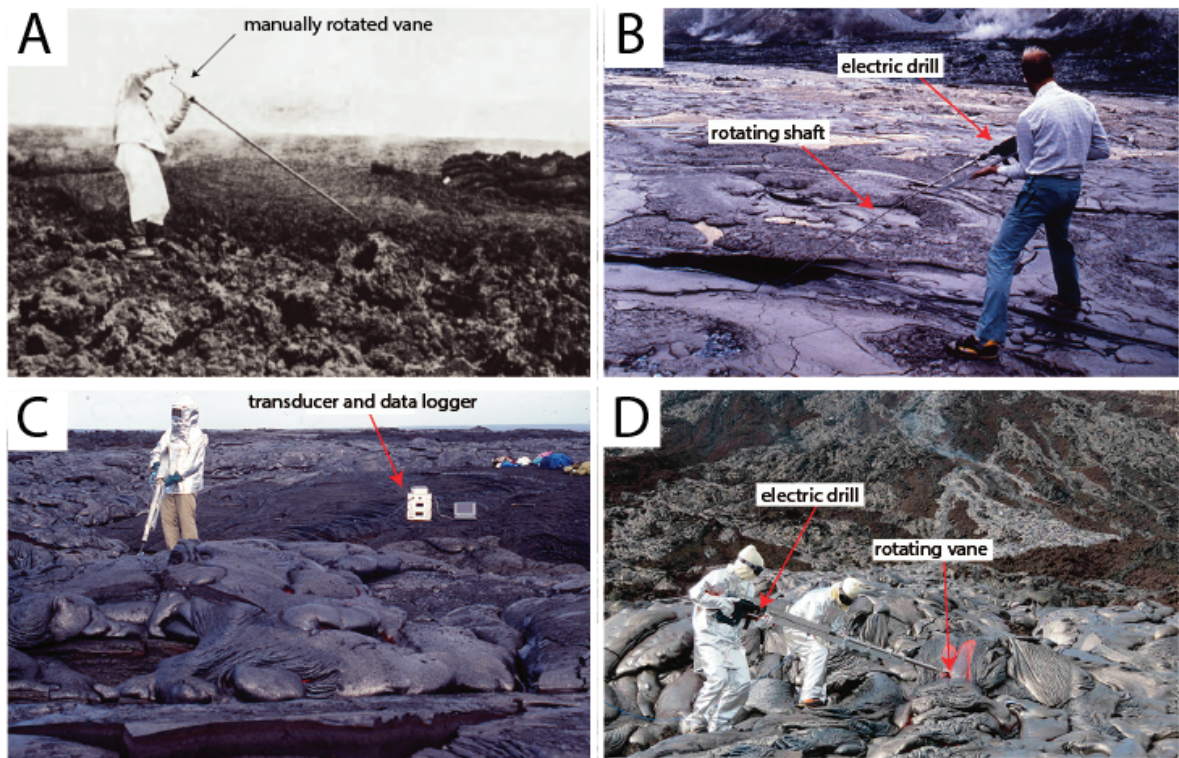 A
manually rotated vane
B
electric drill
rotating shaft
C
transducer and data logger
D
electric drill
rotating vane